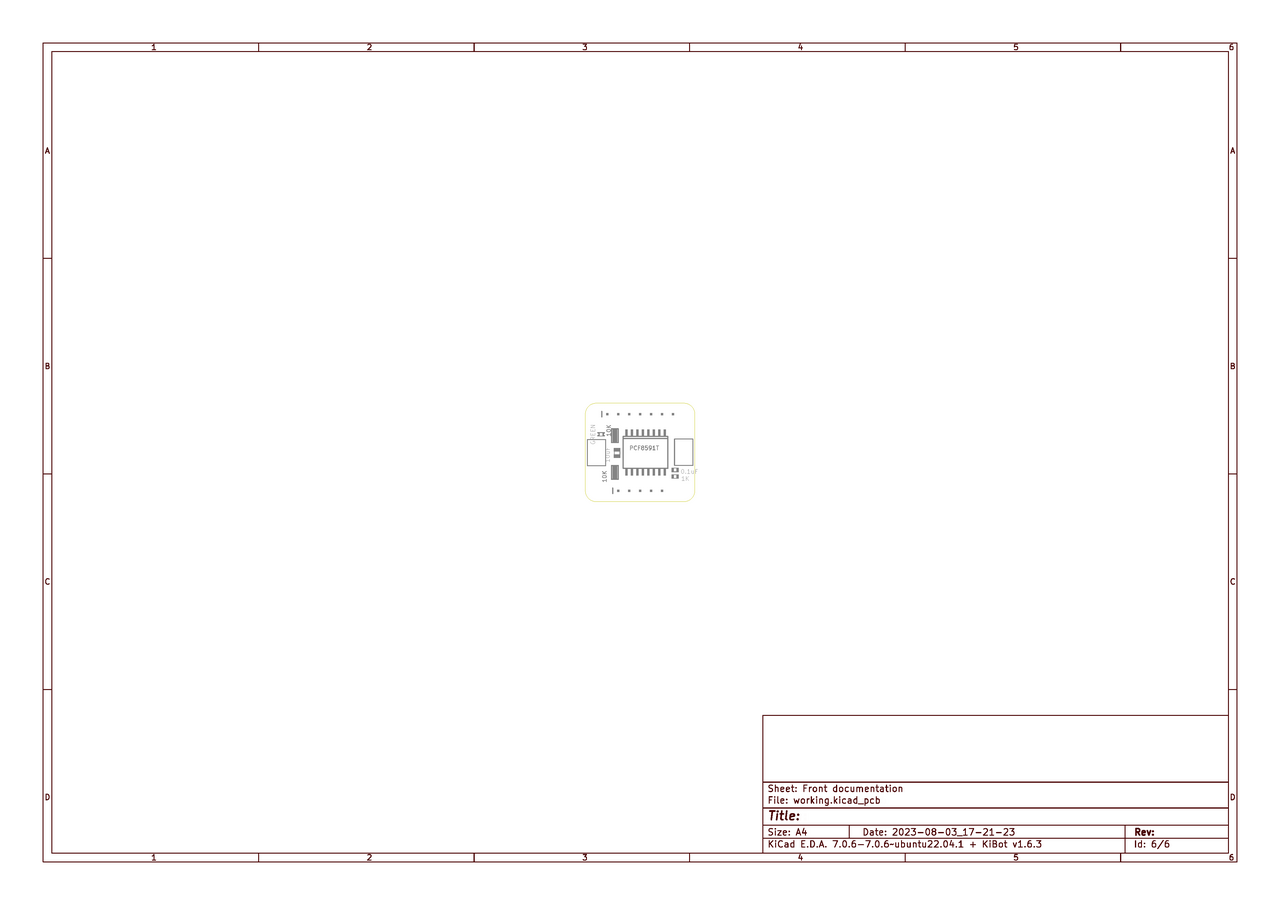 1 2 3 4 5 6
A A
GREEN
10K
PCF8591T
10uF
0.1uF
10K
1K
B B
C C
D D
Sheet: Front documentation
File: working.kicad_pcb
Title:
Size: A4 Date: 2023-08-03_17-21-23 Rev:
KiCad E.D.A. 7.0.6-7.0.6~ubuntu22.04.1 + KiBot v1.6.3 Id: 6/6
1 2 3 4 5 6